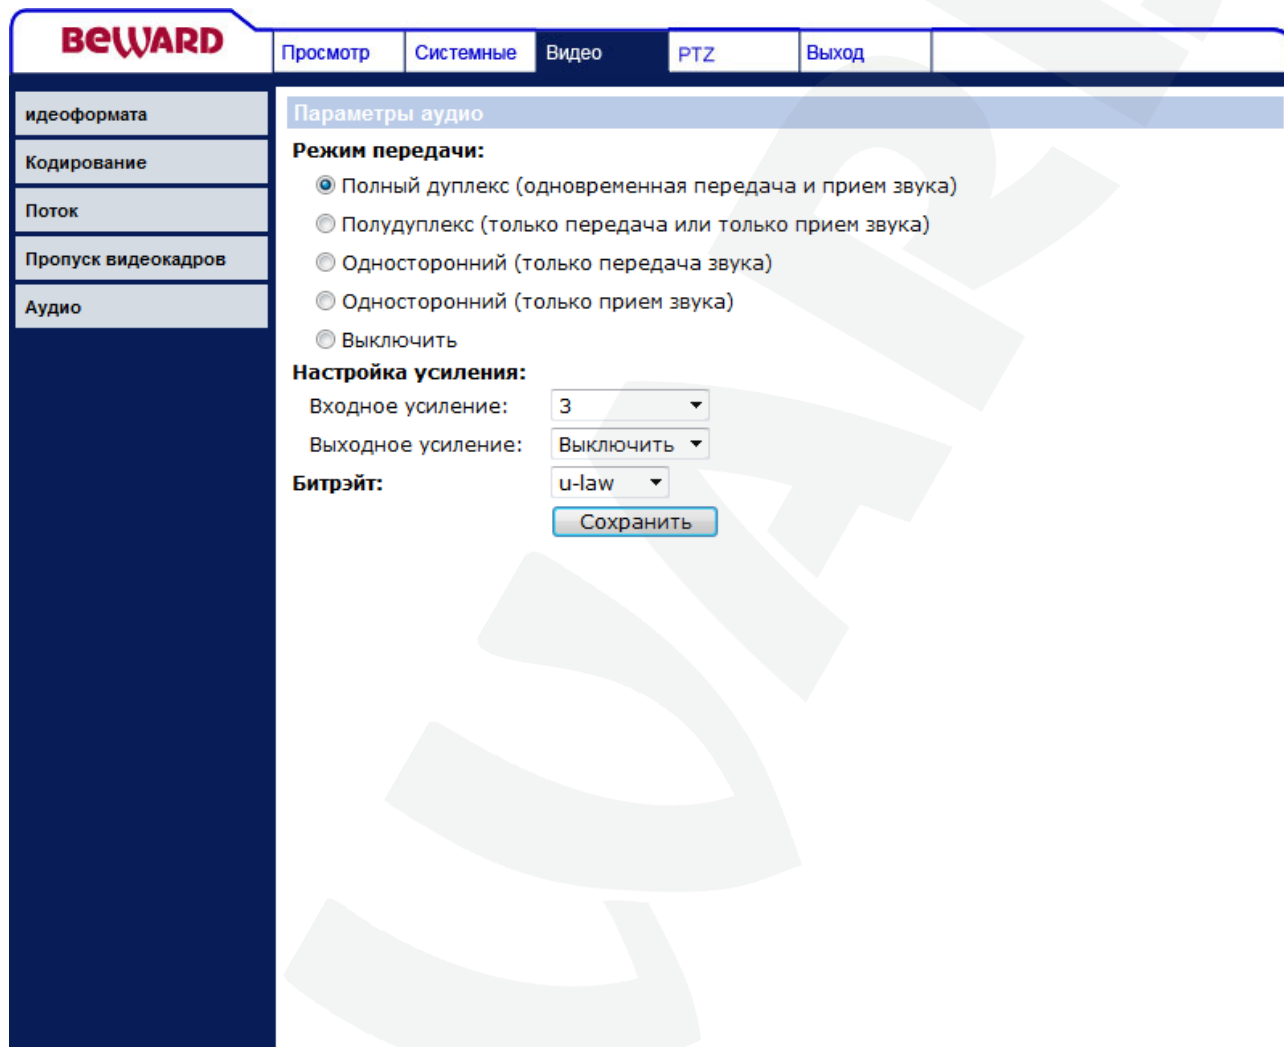 BEWARD
Просмотр Системные Видео PTZ Выход
идеоформата
Кодирование
Поток
Пропуск видеокадров
Аудио
Параметры аудио
Режим передачи:
Полный дуплекс (одновременная передача и прием звука)
Полудуплекс (только передача или только прием звука)
Односторонний (только передача звука)
Односторонний (только прием звука)
Выключить
Настройка усиления:
Входное усиление: 3
Выходное усиление: Выключить
Битрэйт: u-law
Сохранить